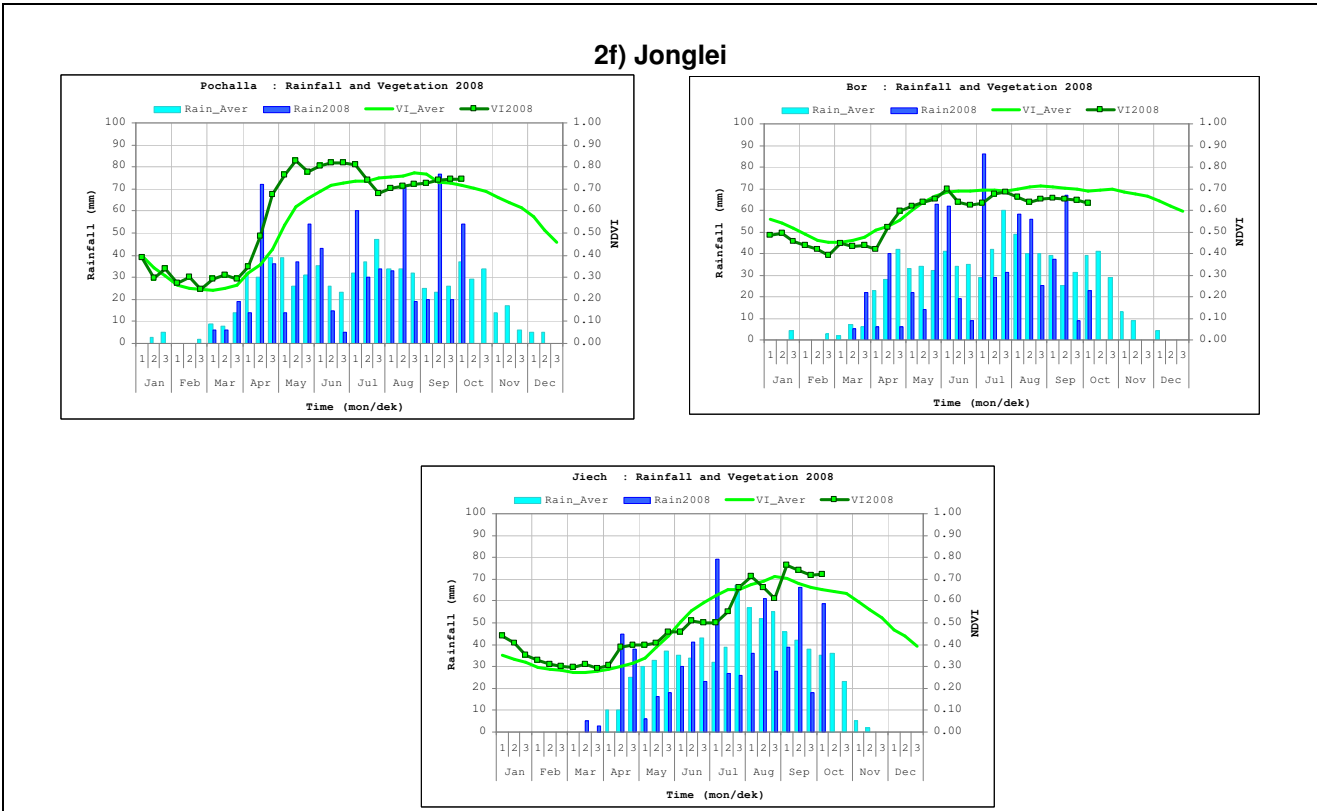 2f) Jonglei
Pochalla : Rainfall and Vegetation 2008
Rain_Aver Rain2008 VI_Aver VI2008
100 1.00
90 0.90
80 0.80
70 0.70
60 0.60
50 0.50
40 0.40
30 0.30
20 0.20
10 0.10
0 0.00
Rainfall (mm)
NDVI
1 2 3 1 2 3 1 2 3 1 2 3 1 2 3 1 2 3 1 2 3 1 2 3 1 2 3 1 2 3 1 2 3 1 2 3
Jan Feb Mar Apr May Jun Jul Aug Sep Oct Nov Dec
Time (mon/dek)
Bor : Rainfall and Vegetation 2008
Rain_Aver Rain2008 VI_Aver VI2008
100 1.00
90 0.90
80 0.80
70 0.70
60 0.60
50 0.50
40 0.40
30 0.30
20 0.20
10 0.10
0 0.00
Rainfall (mm)
NDVI
1 2 3 1 2 3 1 2 3 1 2 3 1 2 3 1 2 3 1 2 3 1 2 3 1 2 3 1 2 3 1 2 3 1 2 3
Jan Feb Mar Apr May Jun Jul Aug Sep Oct Nov Dec
Time (mon/dek)
Jiech : Rainfall and Vegetation 2008
Rain_Aver Rain2008 VI_Aver VI2008
100 1.00
90 0.90
80 0.80
70 0.70
60 0.60
50 0.50
40 0.40
30 0.30
20 0.20
10 0.10
0 0.00
Rainfall (mm)
NDVI
1 2 3 1 2 3 1 2 3 1 2 3 1 2 3 1 2 3 1 2 3 1 2 3 1 2 3 1 2 3 1 2 3 1 2 3
Jan Feb Mar Apr May Jun Jul Aug Sep Oct Nov Dec
Time (mon/dek)